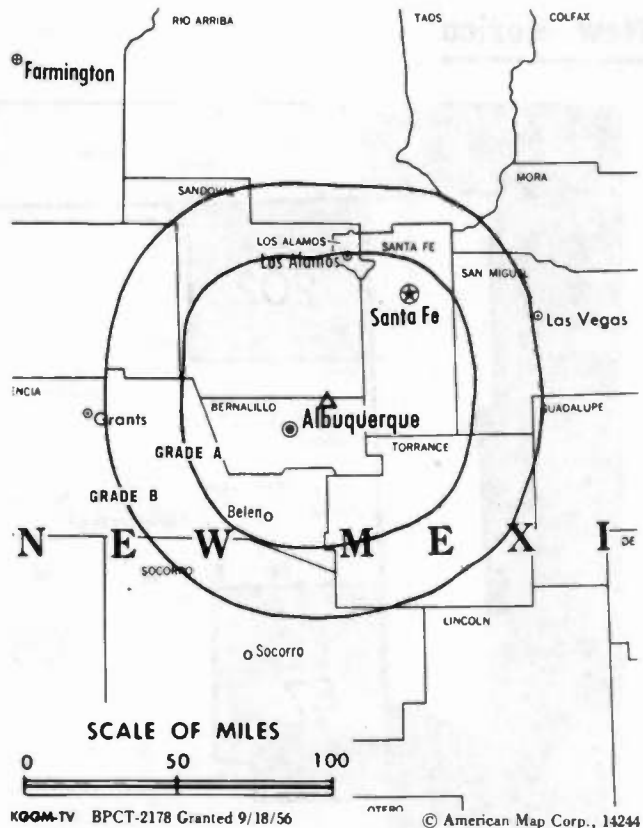 RIO ARRIBA
TAOS
COLFAX
Farmington
SANDOVAL
MORA
LOS ALAMOS
SANTA FE
Los Alamos
SAN MIGUEL
Santa Fe
Las Vegas
ENCIA
BERNALILLO
GUADALUPE
Grants
Albuquerque
GRADE A
TORRANCE
GRADE B
Belen
N E W M E X I
DE
SOCORRO
LINCOLN
Socorro
SCALE OF MILES
0 50 100
KGGM-TV BPCT-2178 Granted 9/18/56
OTERO
© American Map Corp., 14244